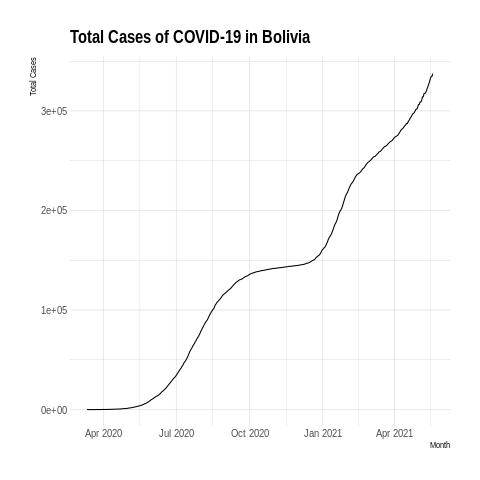 Total Cases of COVID-19 in Bolivia
Total Cases
3e+05
2e+05
1e+05
0e+00
Apr 2020 Jul 2020 Oct 2020 Jan 2021 Apr 2021
Month